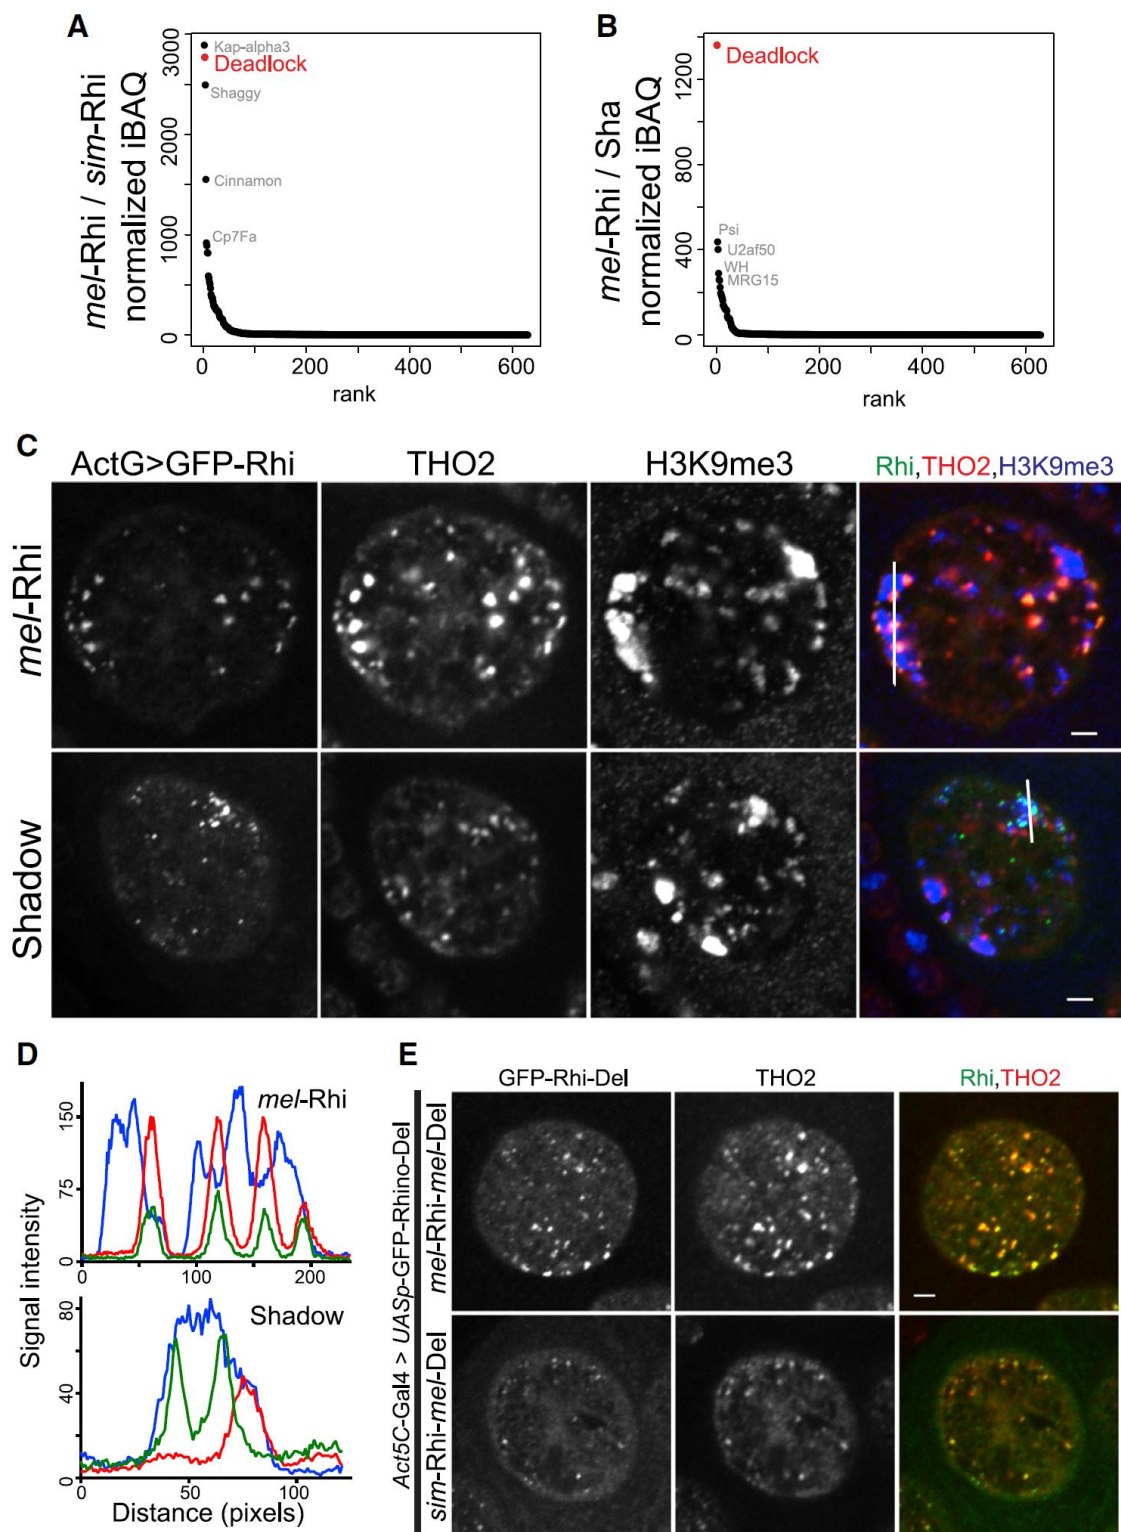 A
mel-Rhi / sim-Rhi
normalized iBAQ
3000
2000
1000
0
Kap-alpha3
Deadlock
Shaggy
Cinnamon
Cp7Fa
0 200 400 600
rank
B
mel-Rhi / Sha
normalized iBAQ
1200
800
400
0
Deadlock
Psi
U2af50
WH
MRG15
0 200 400 600
rank
C
ActG>GFP-Rhi THO2 H3K9me3 Rhi,THO2,H3K9me3
mel-Rhi
Shadow
D
Signal intensity
mel-Rhi
150
75
0
0 100 200
Shadow
80
40
0
0 50 100
Distance (pixels)
E
GFP-Rhi-Del THO2 Rhi,THO2
Act5C-Gal4 > UASp-GFP-Rhino-Del
mel-Rhi-mel-Del
sim-Rhi-mel-Del